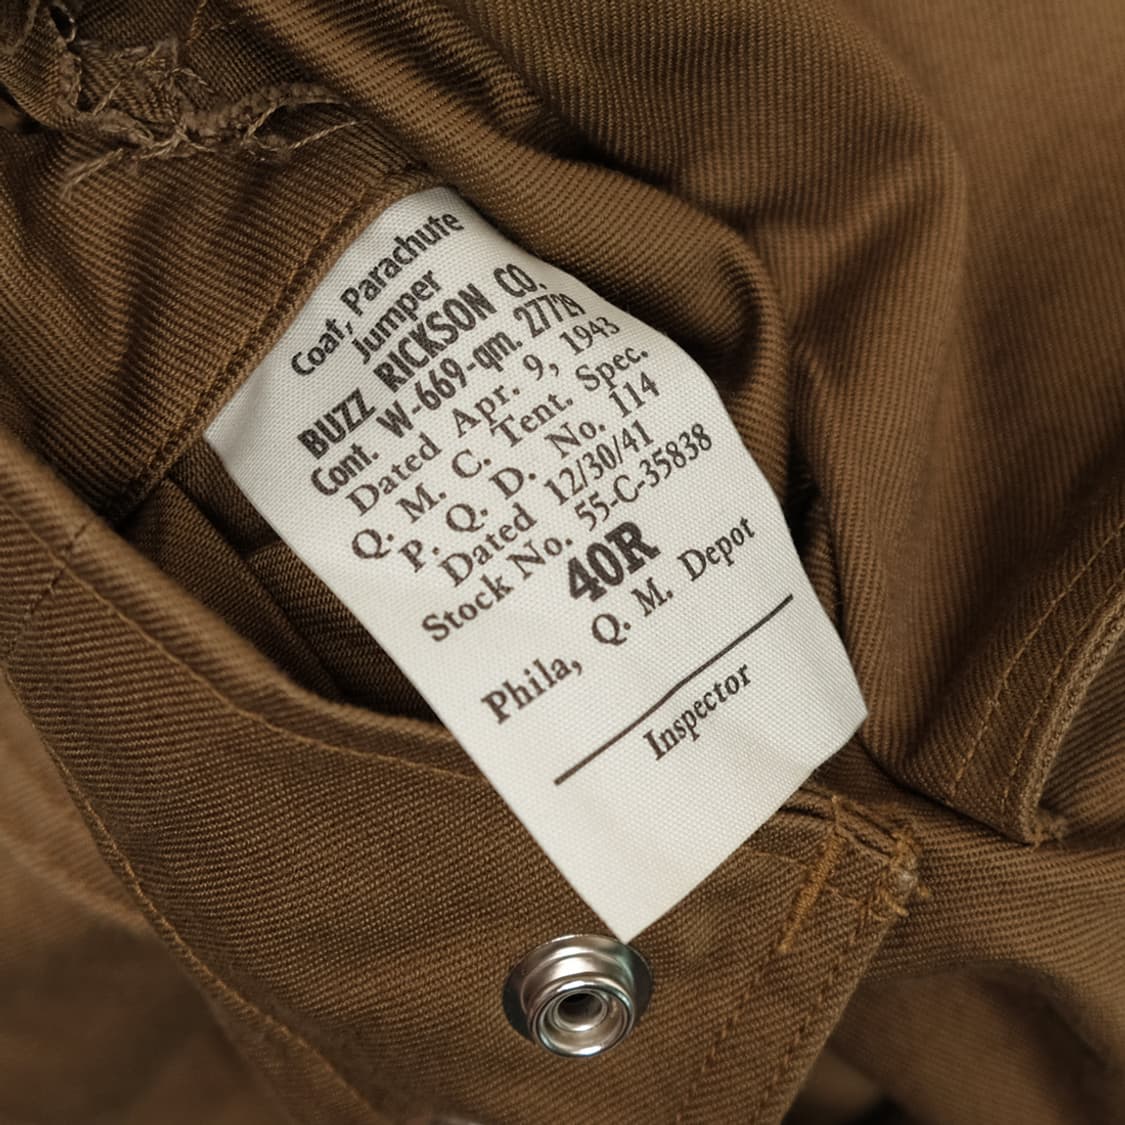 Coat, Parachute
Jumper
BUZZ RICKSON CO.
Cont. W-669-qm. 27729
Dated Apr. 9, 1943
Q. M. C. Tent. Spec.
P. Q. D. No. 114
Dated 12/30/41
Stock No. 55-C-35838
40R
Phila, Q. M. Depot
Inspector